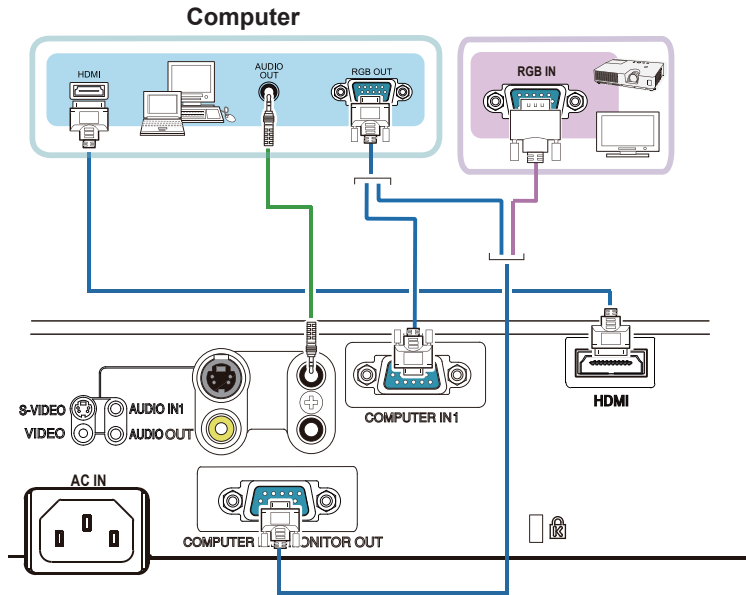 Computer
HDMI
AUDIO
OUT
RGB OUT
RGB IN
S-VIDEO
AUDIO IN1
VIDEO
AUDIO OUT
COMPUTER IN1
HDMI
AC IN
COMPUTER
OUT
K